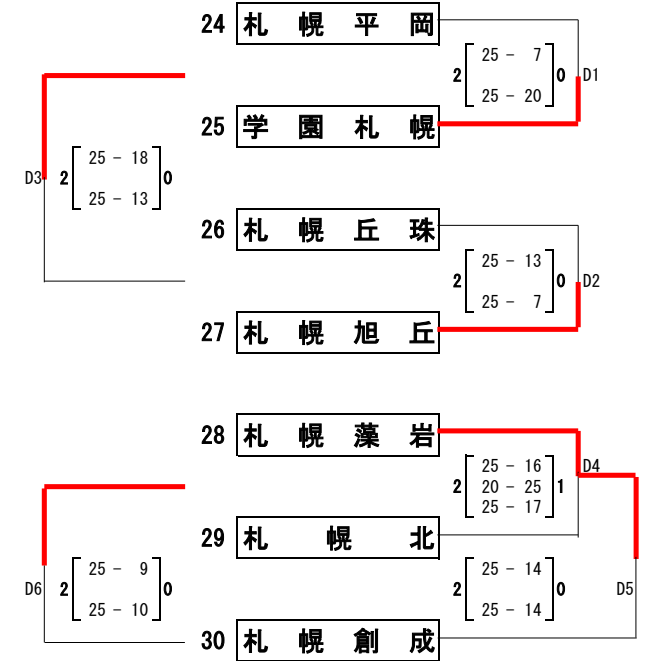 24 札幌平岡
25 - 7
2 0 D1
25 - 20
25 学園札幌
25 - 18
D3 2 0
25 - 13
26 札幌丘珠
25 - 13
2 0 D2
25 - 7
27 札幌旭丘
28 札幌藻岩
25 - 16 D4
2 20 - 25 1
25 - 17
29 札幌北
25 - 9
D6 2 0
25 - 10
25 - 14
2 0 D5
25 - 14
30 札幌創成